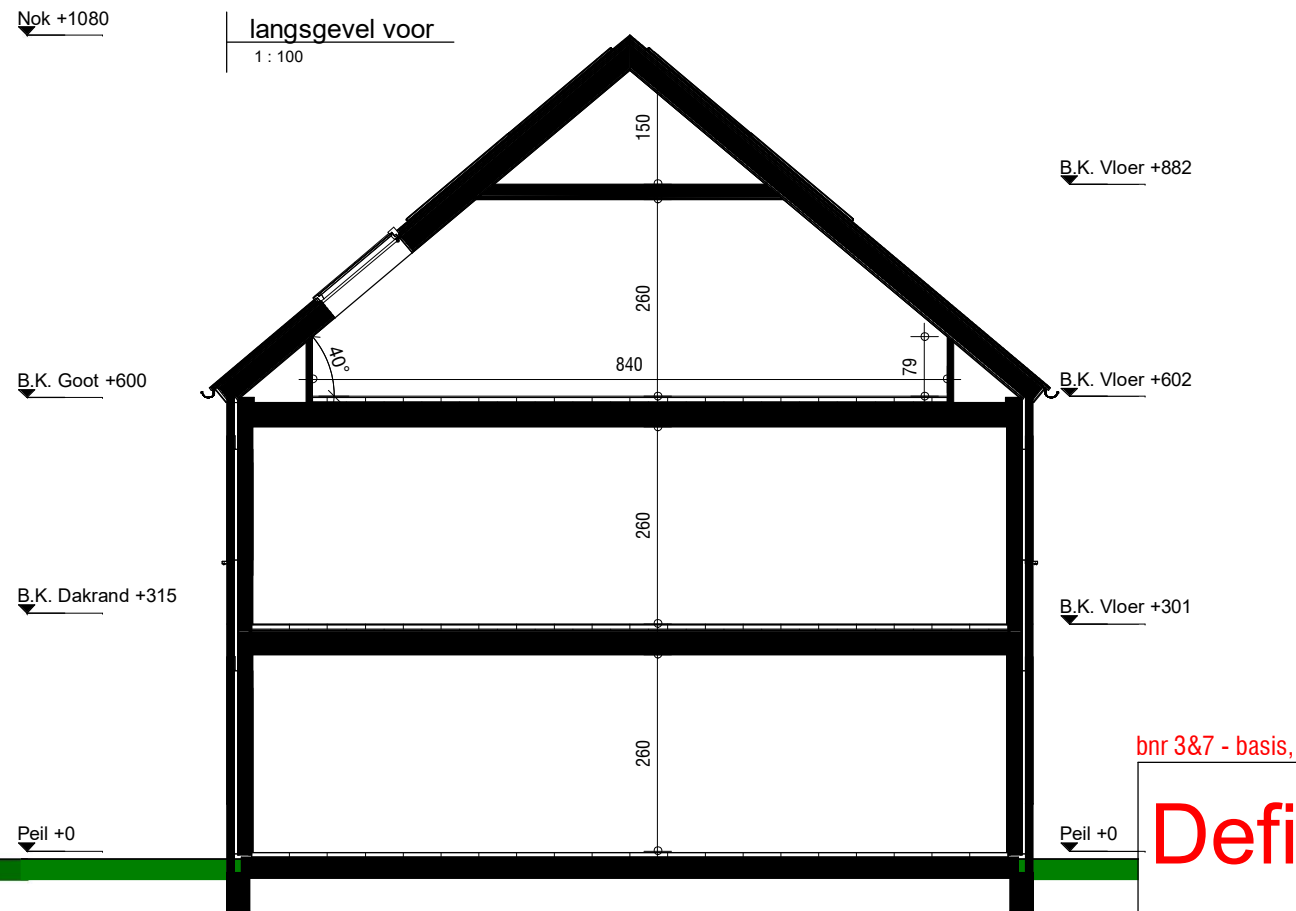 Nok +1080
langsgevel voor
1 : 100
150
B.K. Vloer +882
260
40°
840
79
B.K. Goot +600
B.K. Vloer +602
260
B.K. Dakrand +315
B.K. Vloer +301
260
bnr 3&7 - basis,
Peil +0
Peil +0
Defi